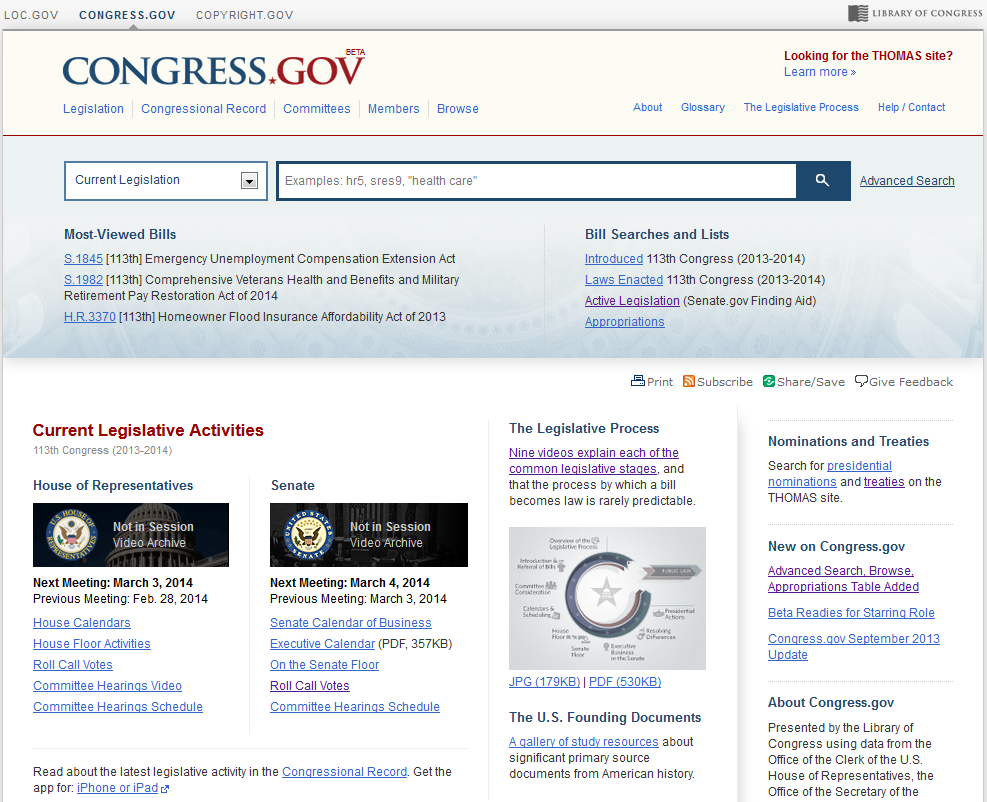 LOC.GOV CONGRESS.GOV COPYRIGHT.GOV
LIBRARY OF CONGRESS
CONGRESS.GOV BETA
Looking for the THOMAS site?
Learn more »
Legislation Congressional Record Committees Members Browse
About Glossary The Legislative Process Help / Contact
Current Legislation
Examples: hr5, sres9, "health care"
Advanced Search
Most-Viewed Bills
S.1845 [113th] Emergency Unemployment Compensation Extension Act
S.1982 [113th] Comprehensive Veterans Health and Benefits and Military
Retirement Pay Restoration Act of 2014
H.R.3370 [113th] Homeowner Flood Insurance Affordability Act of 2013
Bill Searches and Lists
Introduced 113th Congress (2013-2014)
Laws Enacted 113th Congress (2013-2014)
Active Legislation (Senate.gov Finding Aid)
Appropriations
Print Subscribe Share/Save Give Feedback
Current Legislative Activities
113th Congress (2013-2014)
House of Representatives
U.S. HOUSE OF REPRESENTATIVES
Not in Session
Video Archive
Next Meeting: March 3, 2014
Previous Meeting: Feb. 28, 2014
House Calendars
House Floor Activities
Roll Call Votes
Committee Hearings Video
Committee Hearings Schedule
Senate
UNITED STATES SENATE
Not in Session
Video Archive
Next Meeting: March 4, 2014
Previous Meeting: March 3, 2014
Senate Calendar of Business
Executive Calendar (PDF, 357KB)
On the Senate Floor
Roll Call Votes
Committee Hearings Schedule
Read about the latest legislative activity in the Congressional Record. Get the
app for: iPhone or iPad
The Legislative Process
Nine videos explain each of the
common legislative stages, and
that the process by which a bill
becomes law is rarely predictable.
Overview of the
Legislative Process
Introduction &
Referral of Bills
PUBLIC LAW
Committee
Consideration
Calendars &
Scheduling
Presidential
Actions
House
Floor
Resolving
Differences
Senate
Floor
Executive
Business
in the Senate
JPG (179KB) | PDF (530KB)
The U.S. Founding Documents
A gallery of study resources about
significant primary source
documents from American history.
Nominations and Treaties
Search for presidential
nominations and treaties on the
THOMAS site.
New on Congress.gov
Advanced Search, Browse,
Appropriations Table Added
Beta Readies for Starring Role
Congress.gov September 2013
Update
About Congress.gov
Presented by the Library of
Congress using data from the
Office of the Clerk of the U.S.
House of Representatives, the
Office of the Secretary of the